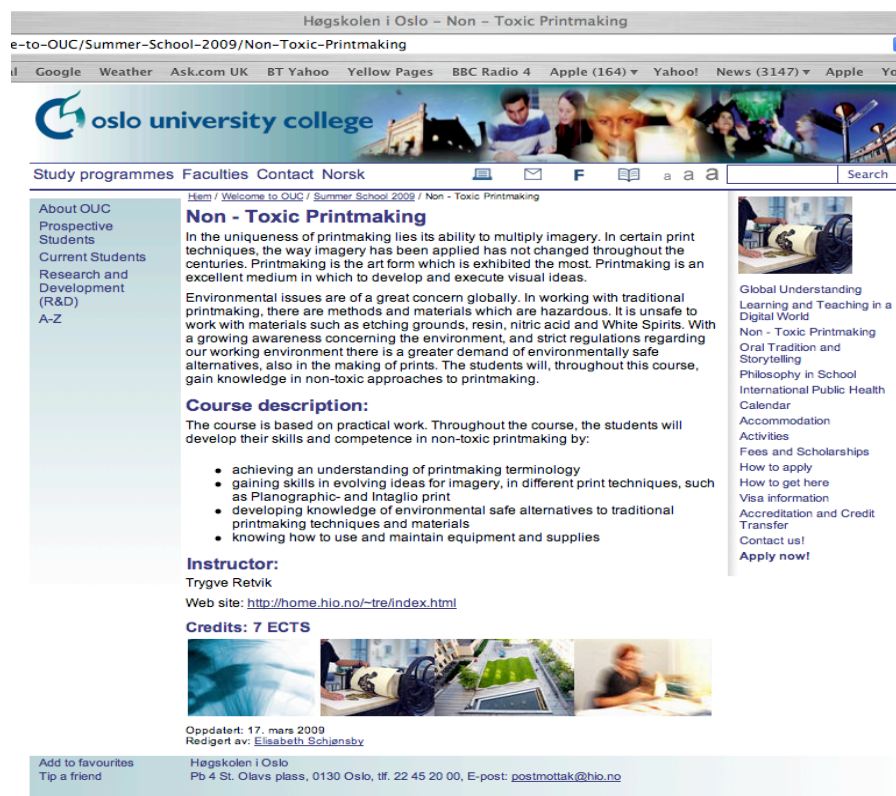 Høgskolen i Oslo – Non – Toxic Printmaking
e-to-OUC/Summer-School-2009/Non-Toxic-Printmaking
Google Weather Ask.com UK BT Yahoo Yellow Pages BBC Radio 4 Apple (164) ▾ Yahoo! News (3147) ▾ Apple
oslo university college
Study programmes Faculties Contact Norsk F a a a Search
About OUC
Prospective
Students
Current Students
Research and
Development
(R&D)
A-Z
Hjem / Welcome to OUC / Summer School 2009 / Non - Toxic Printmaking
Non - Toxic Printmaking
In the uniqueness of printmaking lies its ability to multiply imagery. In certain print
techniques, the way imagery has been applied has not changed throughout the
centuries. Printmaking is the art form which is exhibited the most. Printmaking is an
excellent medium in which to develop and execute visual ideas.
Environmental issues are of a great concern globally. In working with traditional
printmaking, there are methods and materials which are hazardous. It is unsafe to
work with materials such as etching grounds, resin, nitric acid and White Spirits. With
a growing awareness concerning the environment, and strict regulations regarding
our working environment there is a greater demand of environmentally safe
alternatives, also in the making of prints. The students will, throughout this course,
gain knowledge in non-toxic approaches to printmaking.
Course description:
The course is based on practical work. Throughout the course, the students will
develop their skills and competence in non-toxic printmaking by:
• achieving an understanding of printmaking terminology
• gaining skills in evolving ideas for imagery, in different print techniques, such
as Planographic- and Intaglio print
• developing knowledge of environmental safe alternatives to traditional
printmaking techniques and materials
• knowing how to use and maintain equipment and supplies
Instructor:
Trygve Retvik
Web site: http://home.hio.no/~tre/index.html
Credits: 7 ECTS
Oppdatert: 17. mars 2009
Redigert av: Elisabeth Schjønsby
Global Understanding
Learning and Teaching in a
Digital World
Non - Toxic Printmaking
Oral Tradition and
Storytelling
Philosophy in School
International Public Health
Calendar
Accommodation
Activities
Fees and Scholarships
How to apply
How to get here
Visa information
Accreditation and Credit
Transfer
Contact us!
Apply now!
Add to favourites
Tip a friend
Høgskolen i Oslo
Pb 4 St. Olavs plass, 0130 Oslo, tlf. 22 45 20 00, E-post: postmottak@hio.no